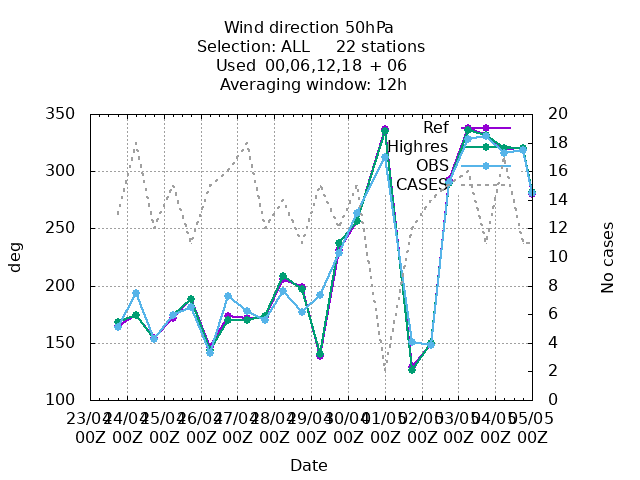 Wind direction 50hPa
Selection: ALL     22 stations
Used  00,06,12,18 + 06
Averaging window: 12h
350 20
Ref 18
300 Highres 16
OBS
CASES 14
250 12
deg 10 No cases
200 8
6
150 4
2
100 0
23/04 24/04 25/04 26/04 27/04 28/04 29/04 30/04 01/05 02/05 03/05 04/05 05/05
00Z 00Z 00Z 00Z 00Z 00Z 00Z 00Z 00Z 00Z 00Z 00Z 00Z
Date